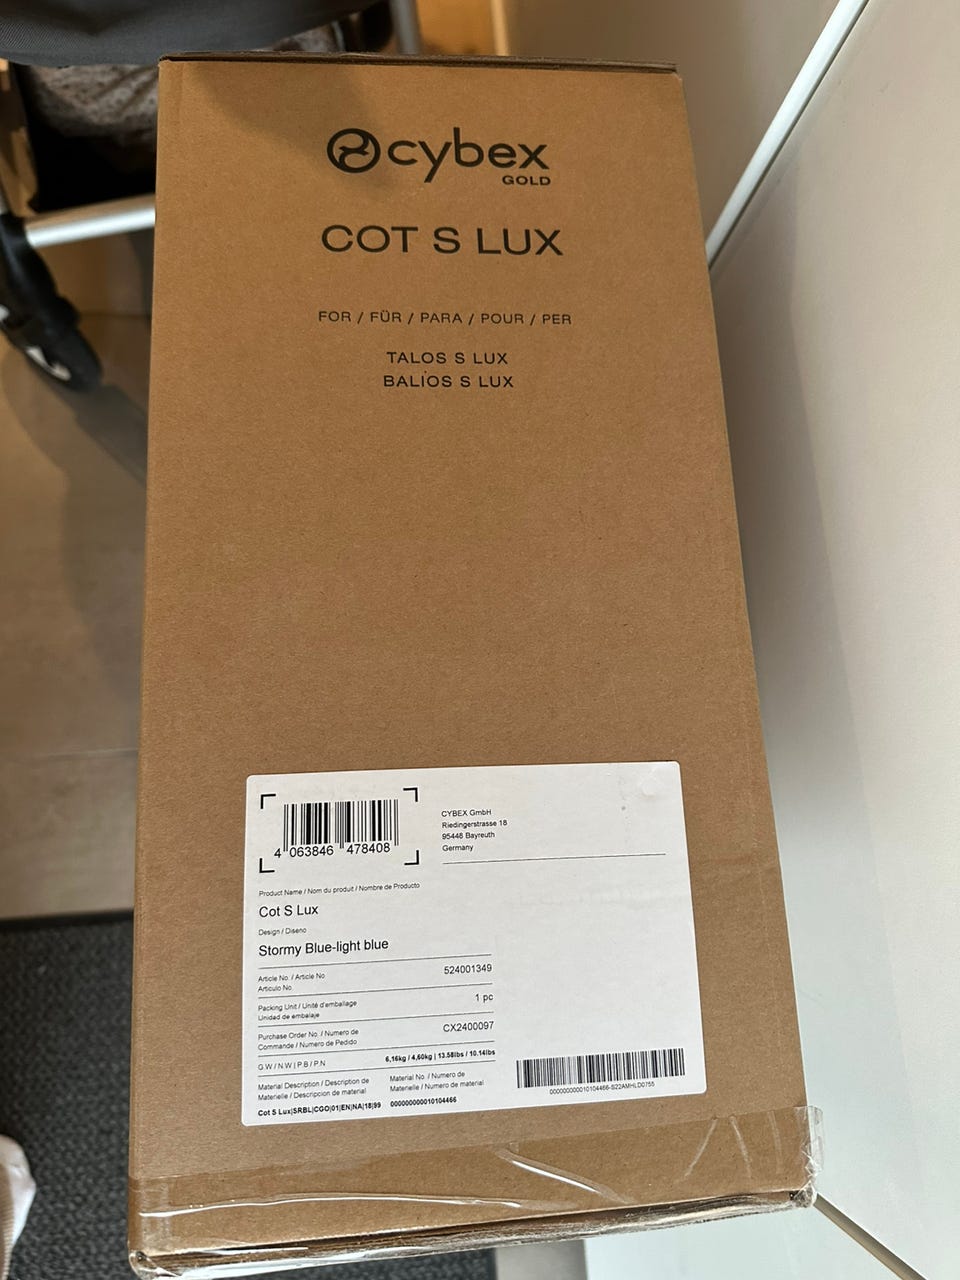 cybex
GOLD
COT S LUX
FOR / FÜR / PARA / POUR / PER
TALOS S LUX
BALIOS S LUX
4 063846 478408
CYBEX GmbH
Riedingerstrasse 18
95448 Bayreuth
Germany
Product Name / Nom du produit / Nombre de Producto
Cot S Lux
Design / Diseno
Stormy Blue-light blue
Article No. / Article No
Articulo No.
524001349
Packing Unit / Unité d'emballage
Unidad de embalaje
1 pc
Purchase Order No. / Numero de
Commande / Numero de Pedido
CX2400097
G.W / N.W | P.B / P.N
6,16kg / 4,60kg | 13.58lbs / 10.14lbs
Material Description / Description de
Materielle / Descripcion de material
Cot S Lux|SRBL|CGO|01|EN|NA|18|99
Material No. / Numero de
Materielle / Numero de material
000000000010104466
000000000010104466-S22AMHLD0755